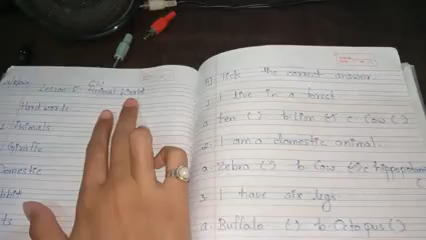 Lesson 5 Animal World
Hard words
Animals
Giraffe
Domestic
A) Tick the correct answer.
1. I live in a forest
a. hen ( ) b. lion ( ) c. Cow ( )
2. I am a domestic animal.
a. Zebra ( ) b. Cow ( ) c. hippopotamus
3. I have six legs
a. Buffalo ( ) b. Octopus ( )